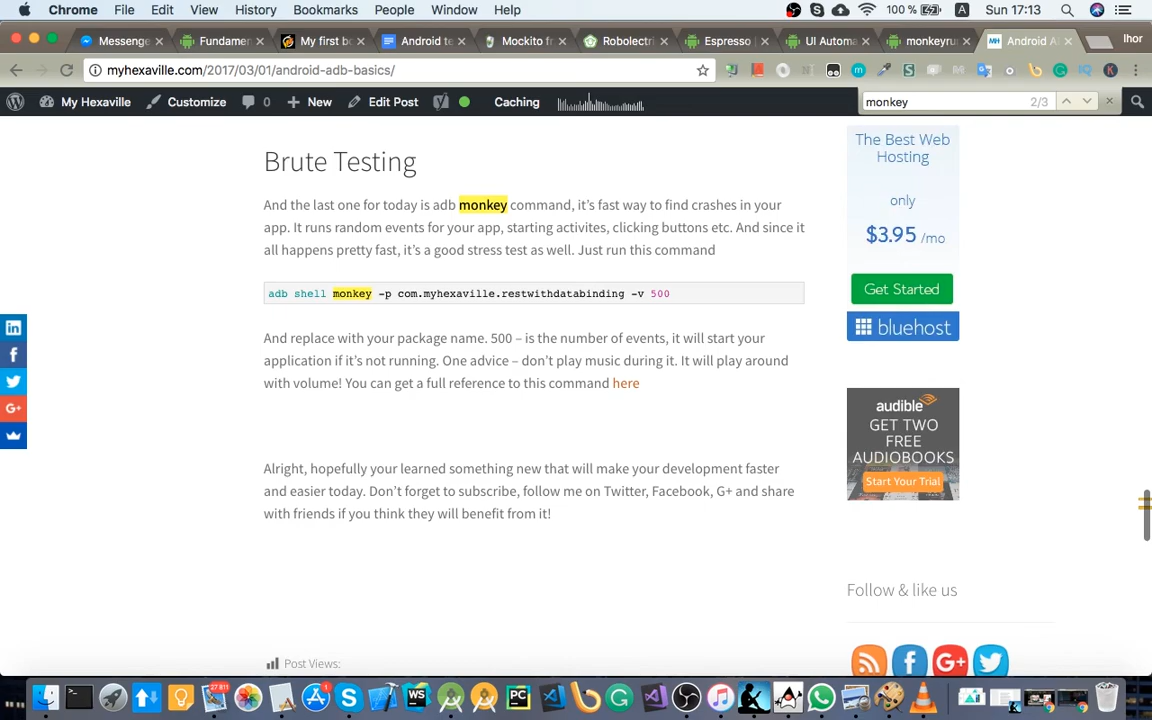 Chrome File Edit View History Bookmarks People Window Help 100 % A Sun 17:13
Messenge Fundamen My first be Android te Mockito fr Robolectri Espresso | UI Automa monkeyrun Android A Ihor
myhexaville.com/2017/03/01/android-adb-basics/
My Hexaville Customize 0 New Edit Post Caching
monkey 2/3
Brute Testing
And the last one for today is adb monkey command, it’s fast way to find crashes in your
app. It runs random events for your app, starting activites, clicking buttons etc. And since it
all happens pretty fast, it’s a good stress test as well. Just run this command
adb shell monkey -p com.myhexaville.restwithdatabinding -v 500
And replace with your package name. 500 – is the number of events, it will start your
application if it’s not running. One advice – don’t play music during it. It will play around
with volume! You can get a full reference to this command here
Alright, hopefully your learned something new that will make your development faster
and easier today. Don’t forget to subscribe, follow me on Twitter, Facebook, G+ and share
with friends if you think they will benefit from it!
Post Views:
The Best Web
Hosting
only
$3.95 /mo
Get Started
bluehost
audible
GET TWO
FREE
AUDIOBOOKS
Start Your Trial
Follow & like us